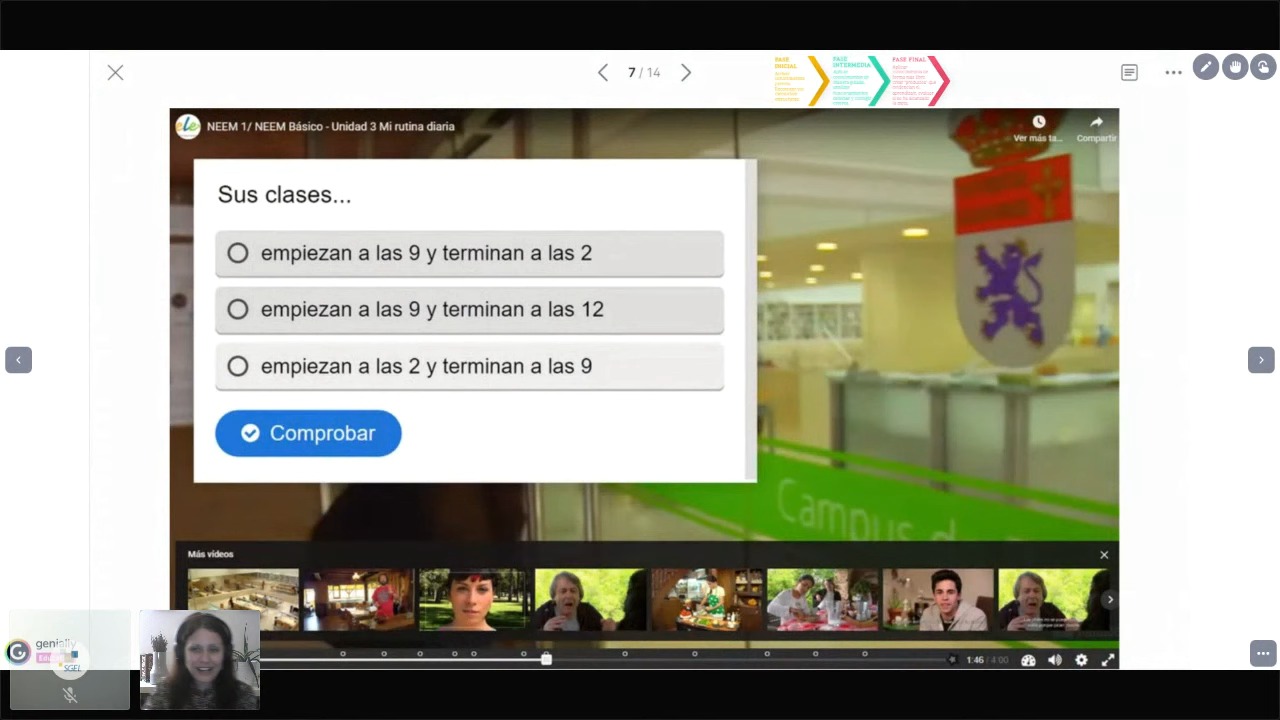 7 / 14
FASE INICIAL
FASE INTERMEDIA
FASE FINAL
ele
NEEM 1/ NEEM Básico - Unidad 3 Mi rutina diaria
Ver más ta...
Compartir
Sus clases...
empiezan a las 9 y terminan a las 2
empiezan a las 9 y terminan a las 12
empiezan a las 2 y terminan a las 9
Comprobar
Campus d
Más vídeos
genially
SGEL
1:46 / 4:00